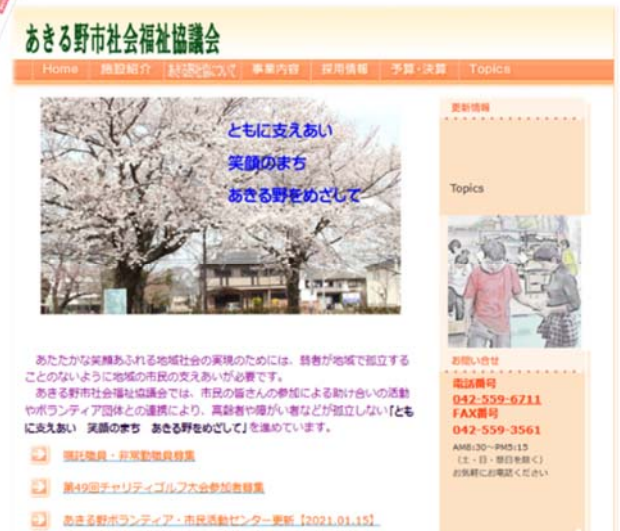 あきる野市社会福祉協議会
Home 施設紹介 あきる野社協について 事業内容 採用情報 予算・決算 Topics
ともに支えあい
笑顔のまち
あきる野をめざして
あたたかな笑顔あふれる地域社会の実現のためには、弱者が地域で孤立する
ことのないように地域の市民の支えあいが必要です。
あきる野市社会福祉協議会では、市民の皆さんの参加による助け合いの活動
やボランティア団体との連携により、高齢者や障がい者などが孤立しない「とも
に支えあい　笑顔のまち　あきる野をめざして」を進めています。
嘱託職員・非常勤職員募集
第49回チャリティゴルフ大会参加者募集
あきる野ボランティア・市民活動センター更新【2021.01.15】
更新情報
Topics
お問い合せ
電話番号
042-559-6711
FAX番号
042-559-3561
AM8:30～PM5:15
（土・日・祭日を除く）
お気軽にお電話ください